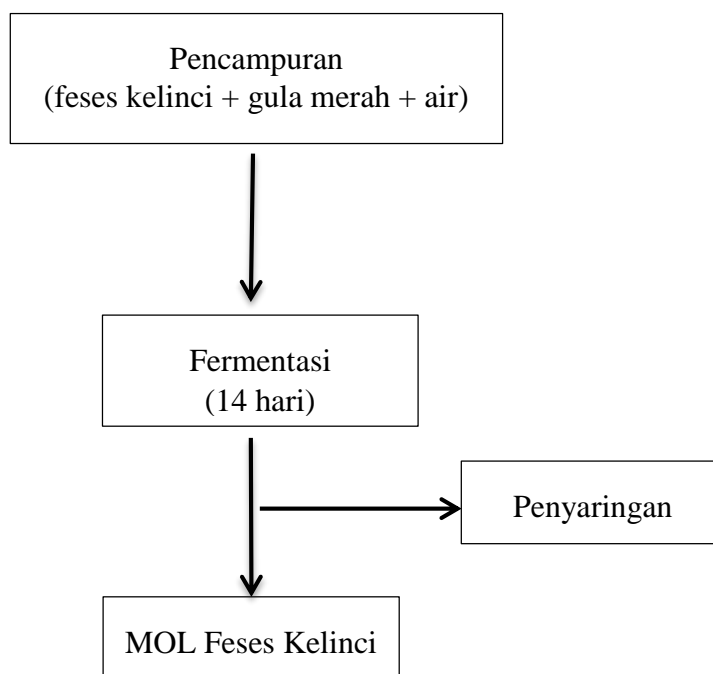 Pencampuran
(feses kelinci + gula merah + air)
Fermentasi
(14 hari)
Penyaringan
MOL Feses Kelinci